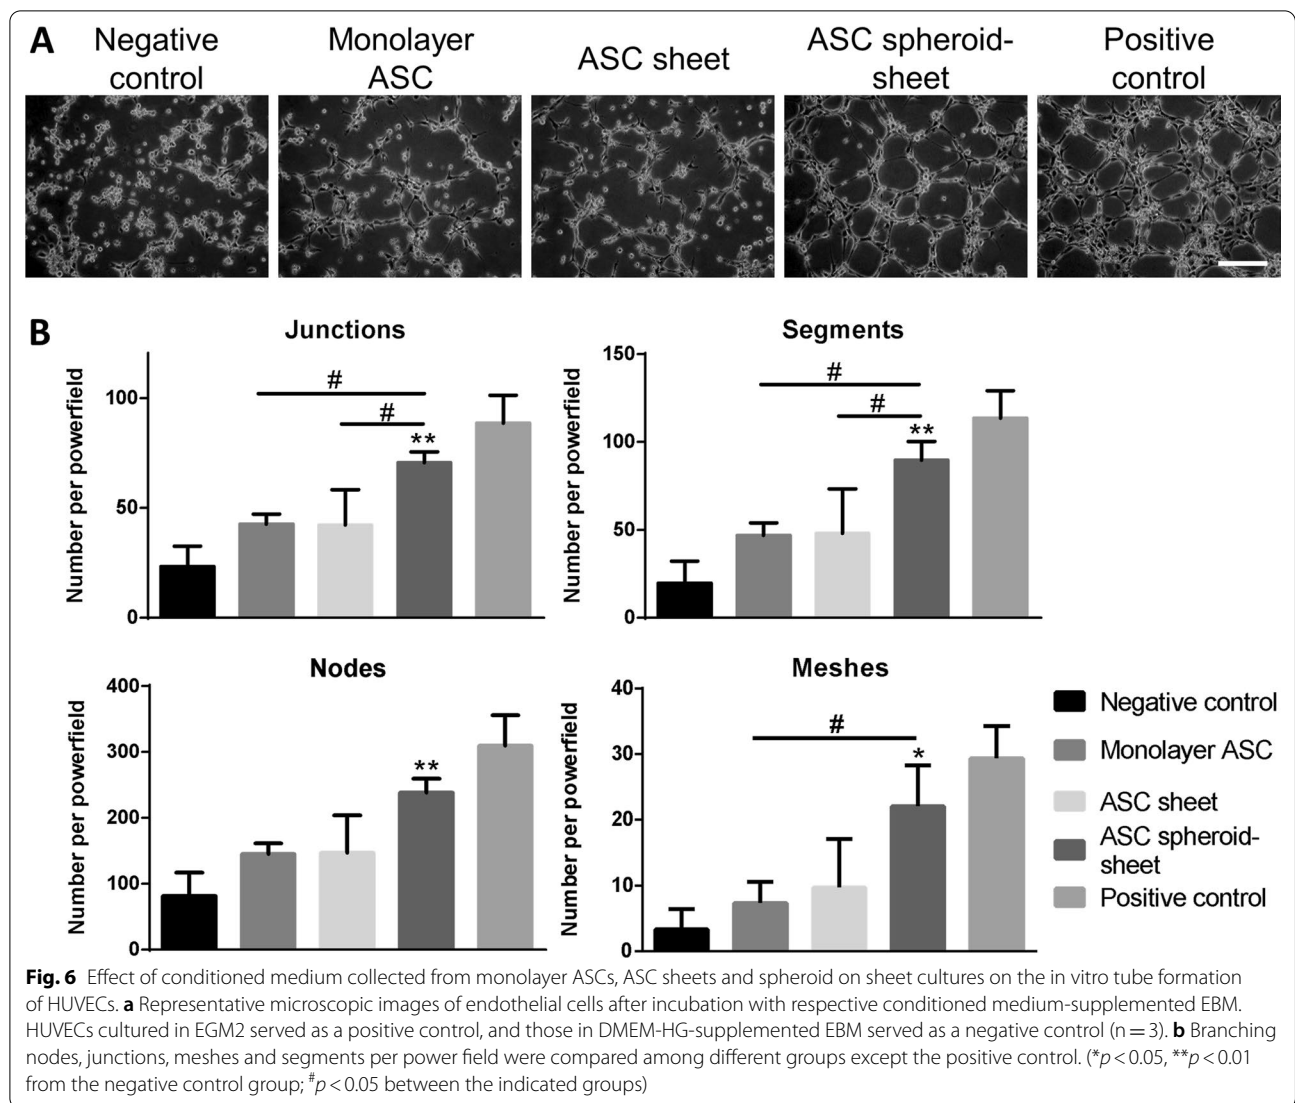 A
Negative
control
Monolayer
ASC
ASC sheet
ASC spheroid-
sheet
Positive
control
B
Junctions
Number per powerfield
100
50
0
#
#
**
Segments
Number per powerfield
150
100
50
0
#
#
**
Nodes
Number per powerfield
400
300
200
100
0
**
Meshes
Number per powerfield
40
30
20
10
0
#
*
Negative control
Monolayer ASC
ASC sheet
ASC spheroid-
sheet
Positive control
Fig. 6 Effect of conditioned medium collected from monolayer ASCs, ASC sheets and spheroid on sheet cultures on the in vitro tube formation
of HUVECs. a Representative microscopic images of endothelial cells after incubation with respective conditioned medium-supplemented EBM.
HUVECs cultured in EGM2 served as a positive control, and those in DMEM-HG-supplemented EBM served as a negative control (n = 3). b Branching
nodes, junctions, meshes and segments per power field were compared among different groups except the positive control. (*p < 0.05, **p < 0.01
from the negative control group; #p < 0.05 between the indicated groups)